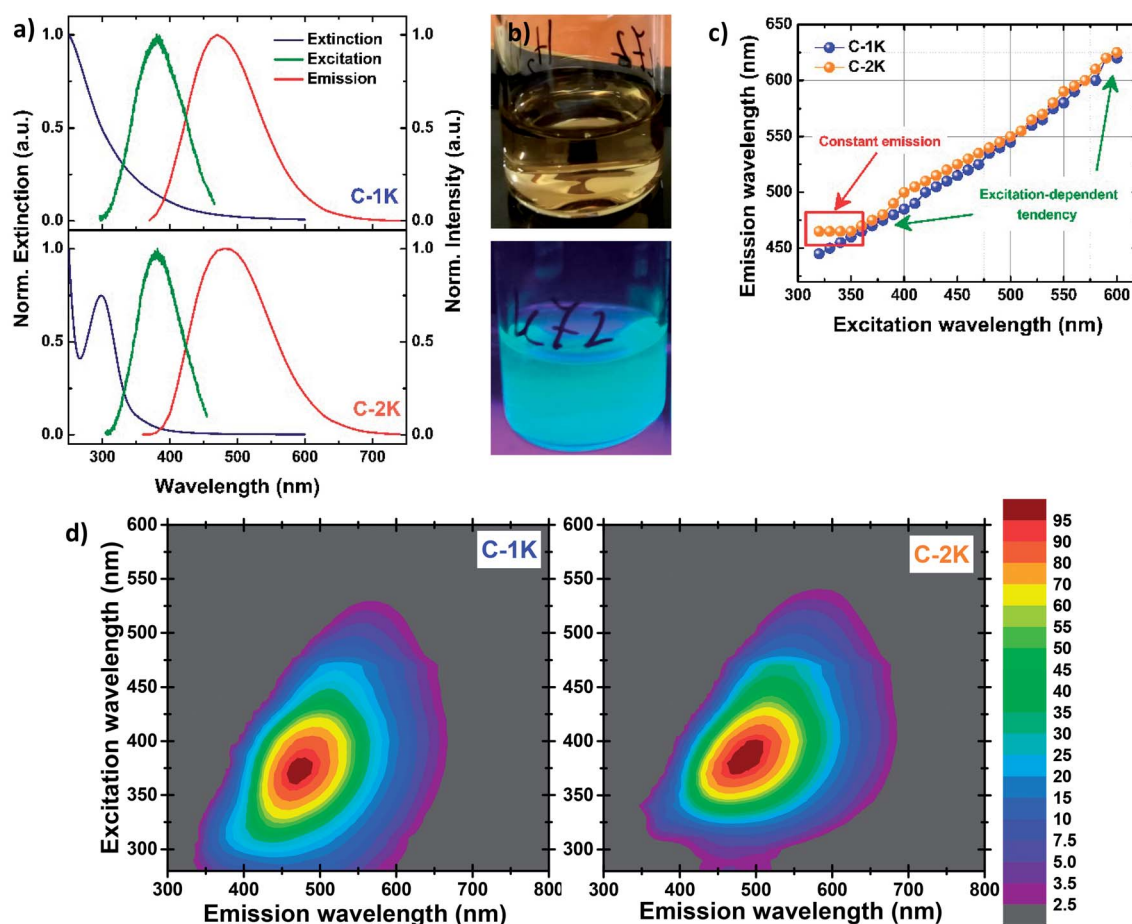 a)
Extinction
Excitation
Emission
1.0
0.5
0.0
1.0
0.5
0.0
C-1K
1.0
0.5
0.0
1.0
0.5
0.0
C-2K
300 400 500 600 700
Norm. Extinction (a.u.)
Norm. Intensity (a.u.)
Wavelength (nm)
b)
K72
c)
C-1K
C-2K
Constant emission
Excitation-dependent
tendency
650
600
550
500
450
300 350 400 450 500 550 600
Emission wavelength (nm)
Excitation wavelength (nm)
d)
C-1K
600
550
500
450
400
350
300
300 400 500 600 700 800
Excitation wavelength (nm)
Emission wavelength (nm)
C-2K
600
550
500
450
400
350
300
300 400 500 600 700 800
Excitation wavelength (nm)
Emission wavelength (nm)
95
90
80
70
60
55
50
45
40
35
30
25
20
15
10
7.5
5.0
3.5
2.5